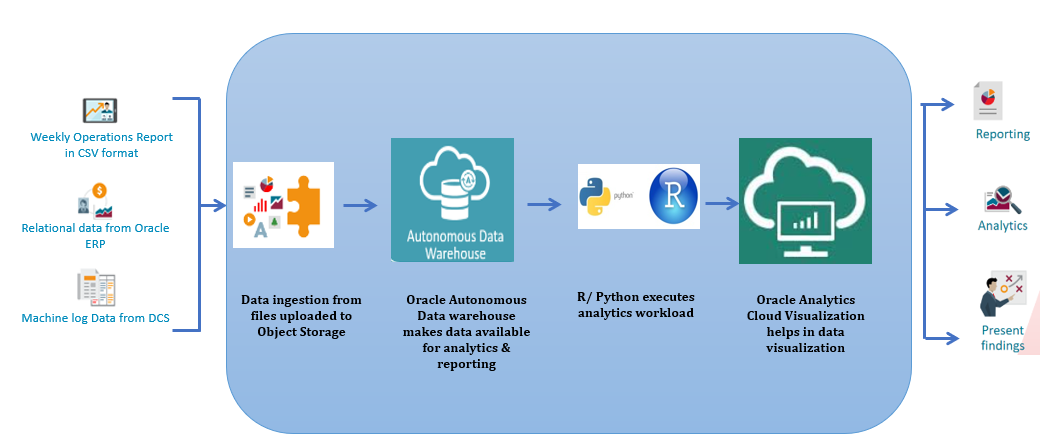 Weekly Operations Report
in CSV format
Relational data from Oracle
ERP
Machine log Data from DCS
Data ingestion from
files uploaded to
Object Storage
Autonomous Data
Warehouse
Oracle Autonomous
Data warehouse
makes data available
for analytics &
reporting
python
R
R/ Python executes
analytics workload
Oracle Analytics
Cloud Visualization
helps in data
visualization
Reporting
Analytics
Present
findings